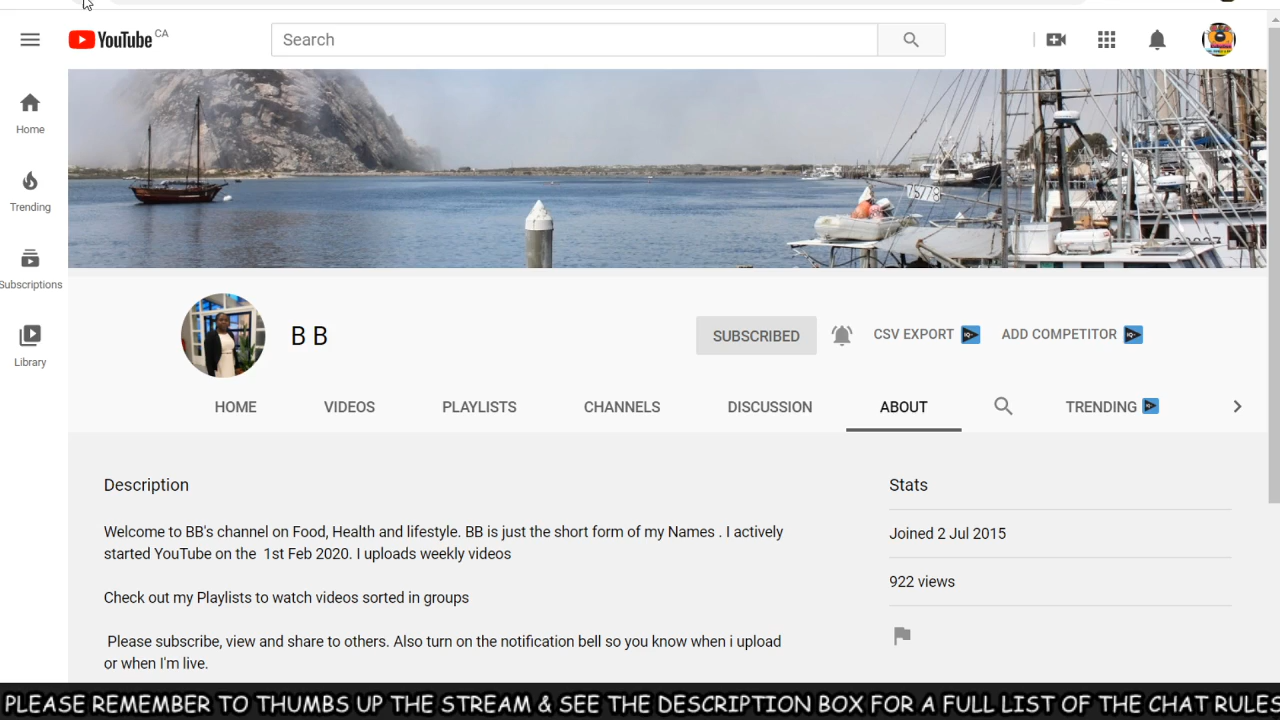 YouTube CA
Search
Home
Trending
Subscriptions
Library
75778
B B
SUBSCRIBED
CSV EXPORT
ADD COMPETITOR
HOME
VIDEOS
PLAYLISTS
CHANNELS
DISCUSSION
ABOUT
TRENDING
Description
Welcome to BB's channel on Food, Health and lifestyle. BB is just the short form of my Names . I actively
started YouTube on the 1st Feb 2020. I uploads weekly videos
Check out my Playlists to watch videos sorted in groups
Please subscribe, view and share to others. Also turn on the notification bell so you know when i upload
or when I'm live.
Stats
Joined 2 Jul 2015
922 views
PLEASE REMEMBER TO THUMBS UP THE STREAM & SEE THE DESCRIPTION BOX FOR A FULL LIST OF THE CHAT RULES